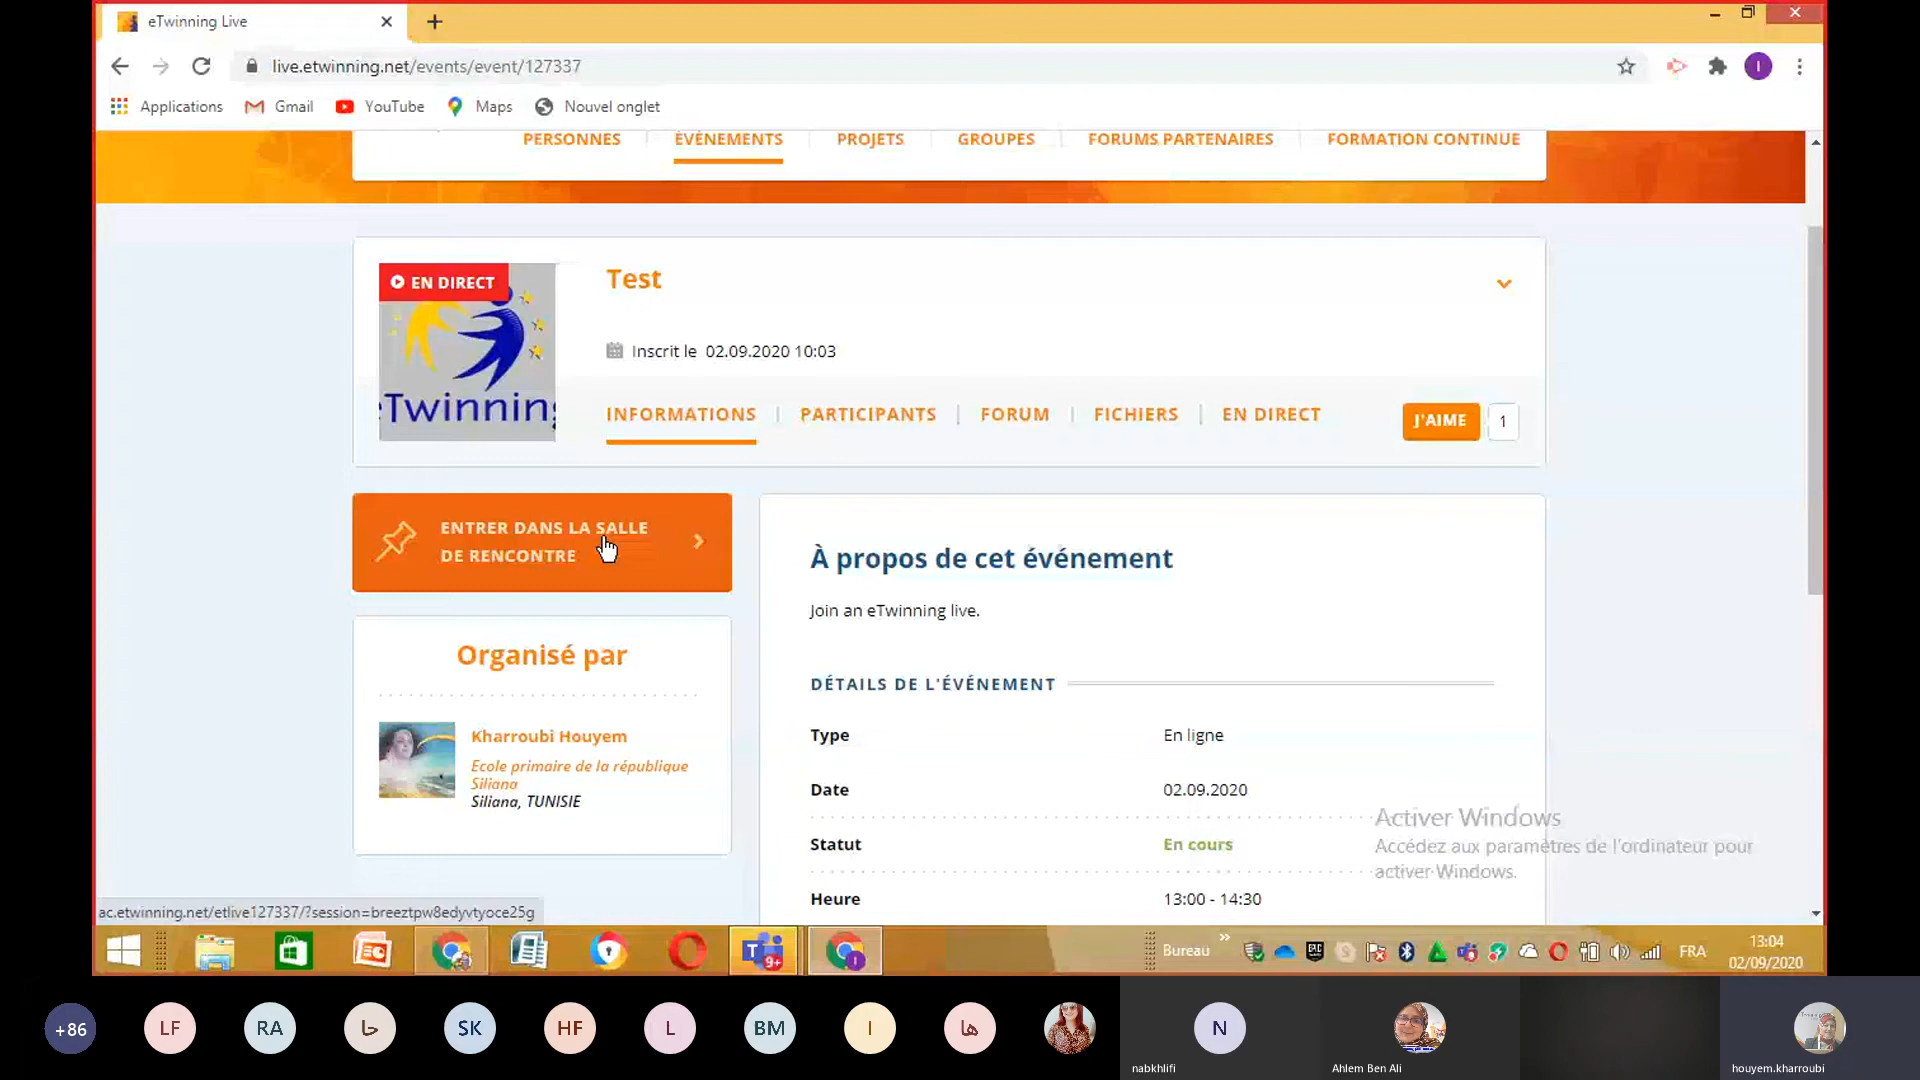 eTwinning Live
live.etwinning.net/events/event/127337
I
Applications
Gmail
YouTube
Maps
Nouvel onglet
PERSONNES
ÉVÉNEMENTS
PROJETS
GROUPES
FORUMS PARTENAIRES
FORMATION CONTINUE
EN DIRECT
eTwinning
Test
Inscrit le 02.09.2020 10:03
INFORMATIONS
PARTICIPANTS
FORUM
FICHIERS
EN DIRECT
J'AIME
1
ENTRER DANS LA SALLE
DE RENCONTRE
Organisé par
Kharroubi Houyem
Ecole primaire de la république
Siliana
Siliana, TUNISIE
À propos de cet événement
Join an eTwinning live.
DÉTAILS DE L'ÉVÉNEMENT
Type En ligne
Date 02.09.2020
Statut En cours
Heure 13:00 - 14:30
Activer Windows
Accédez aux paramètres de l'ordinateur pour
activer Windows.
ac.etwinning.net/etlive127337/?session=breeztpw8edyvtyoce25g
9+
I
Bureau
FRA
13:04
02/09/2020
+86
LF
RA
حا
SK
HF
L
BM
I
ها
N
nabkhlifi
Ahlem Ben Ali
houyem.kharroubi